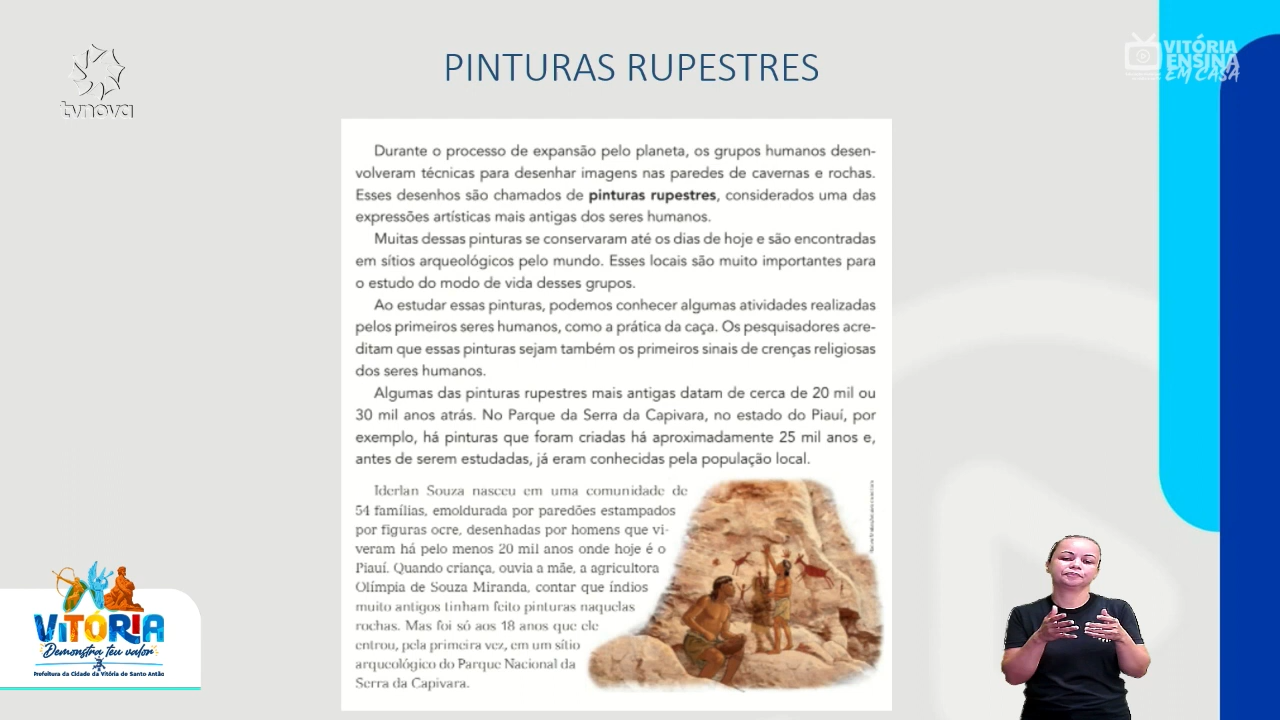 PINTURAS RUPESTRES
tvnova
VITÓRIA
ENSINA
EM CASA
Durante o processo de expansão pelo planeta, os grupos humanos desen-
volveram técnicas para desenhar imagens nas paredes de cavernas e rochas.
Esses desenhos são chamados de pinturas rupestres, considerados uma das
expressões artísticas mais antigas dos seres humanos.
Muitas dessas pinturas se conservaram até os dias de hoje e são encontradas
em sítios arqueológicos pelo mundo. Esses locais são muito importantes para
o estudo do modo de vida desses grupos.
Ao estudar essas pinturas, podemos conhecer algumas atividades realizadas
pelos primeiros seres humanos, como a prática da caça. Os pesquisadores acre-
ditam que essas pinturas sejam também os primeiros sinais de crenças religiosas
dos seres humanos.
Algumas das pinturas rupestres mais antigas datam de cerca de 20 mil ou
30 mil anos atrás. No Parque da Serra da Capivara, no estado do Piauí, por
exemplo, há pinturas que foram criadas há aproximadamente 25 mil anos e,
antes de serem estudadas, já eram conhecidas pela população local.
Iderlan Souza nasceu em uma comunidade de
54 famílias, emoldurada por paredões estampados
por figuras ocre, desenhadas por homens que vi-
veram há pelo menos 20 mil anos onde hoje é o
Piauí. Quando criança, ouvia a mãe, a agricultora
Olímpia de Souza Miranda, contar que índios
muito antigos tinham feito pinturas naquelas
rochas. Mas foi só aos 18 anos que ele
entrou, pela primeira vez, em um sítio
arqueológico do Parque Nacional da
Serra da Capivara.
VITÓRIA
Demonstra teu valor
Prefeitura da Cidade da Vitória de Santo Antão